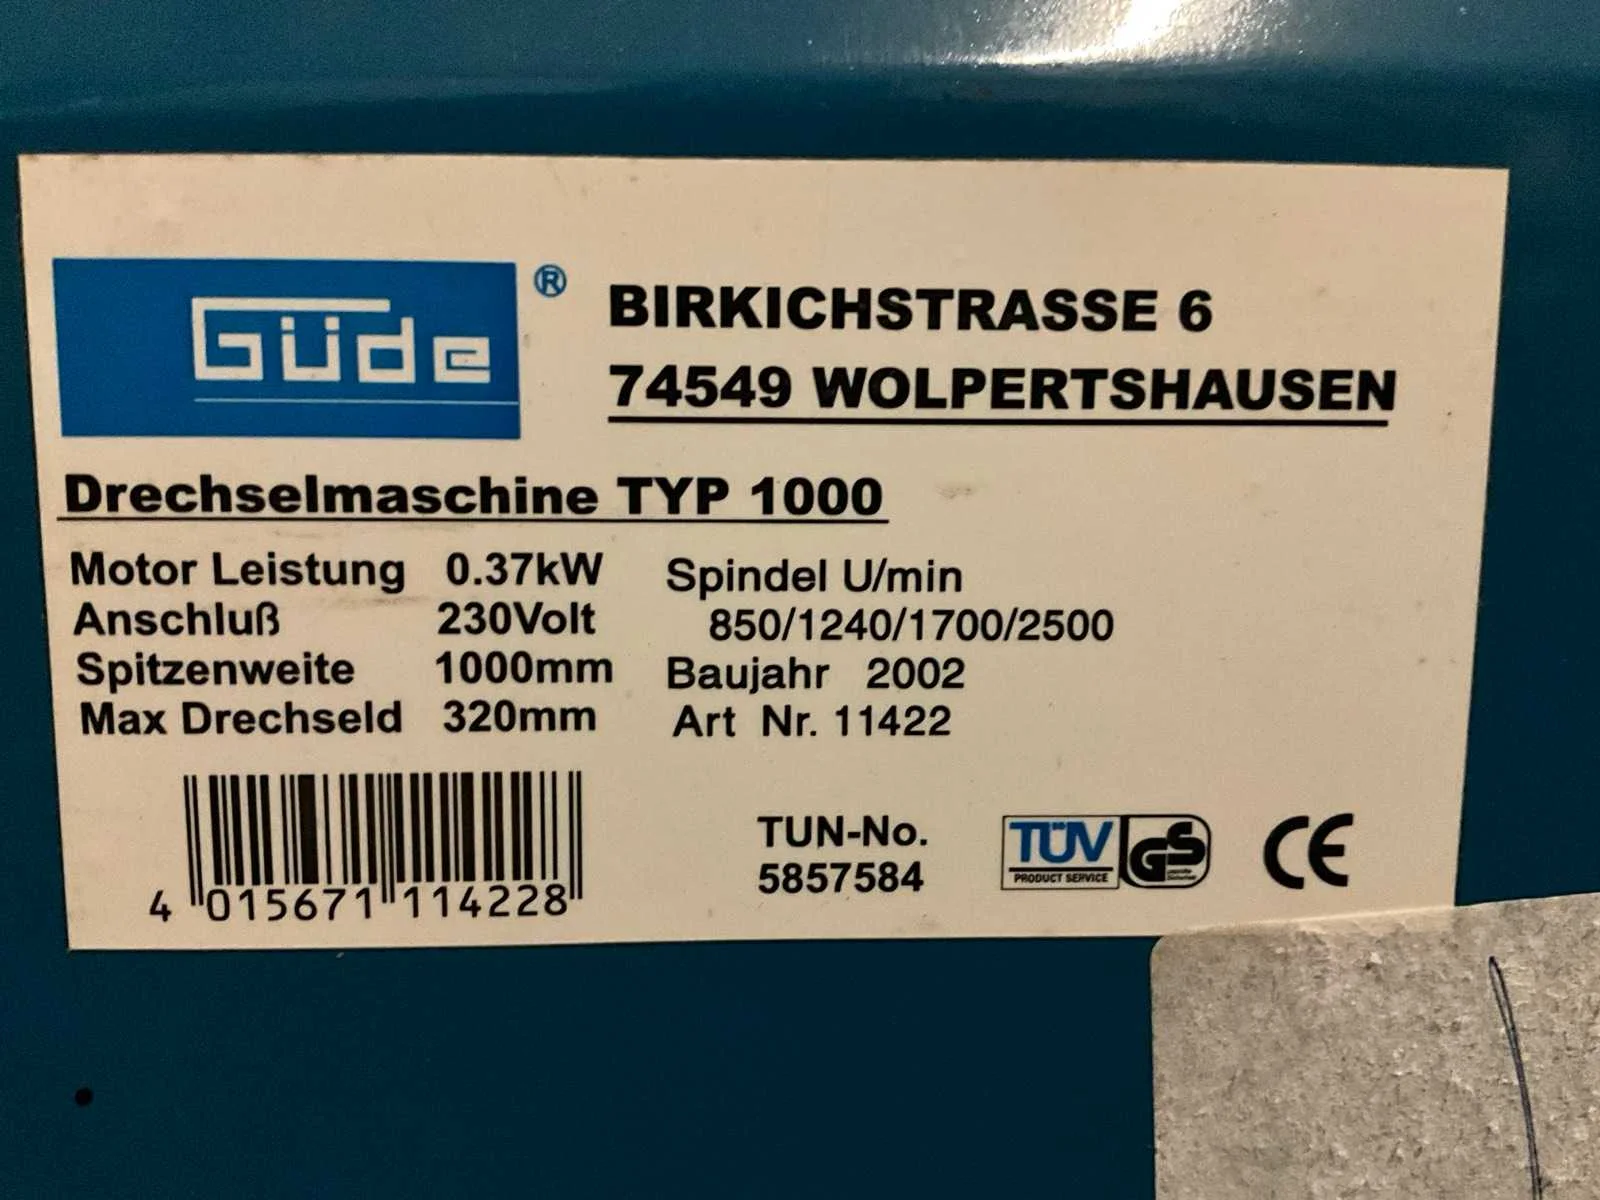 Güde ®
BIRKICHSTRASSE 6
74549 WOLPERTSHAUSEN
Drechselmaschine TYP 1000
Motor Leistung 0.37kW
Anschluß 230Volt
Spitzenweite 1000mm
Max Drechseld 320mm
Spindel U/min
850/1240/1700/2500
Baujahr 2002
Art Nr. 11422
4 015671 114228
TUN-No.
5857584
TÜV
PRODUCT SERVICE
GS
CE